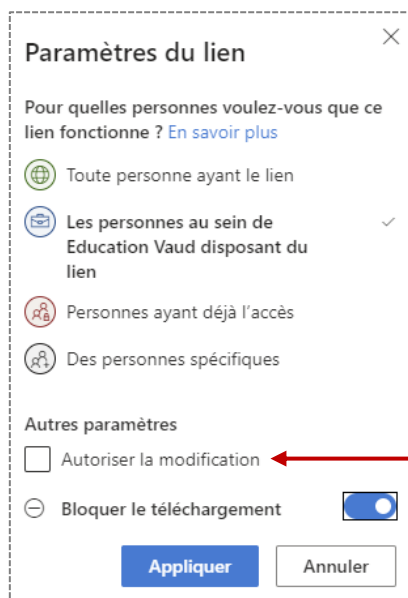 Paramètres du lien
Pour quelles personnes voulez-vous que ce
lien fonctionne ? En savoir plus
Toute personne ayant le lien
Les personnes au sein de
Education Vaud disposant du
lien
Personnes ayant déjà l'accès
Des personnes spécifiques
Autres paramètres
Autoriser la modification
Bloquer le téléchargement
Appliquer Annuler